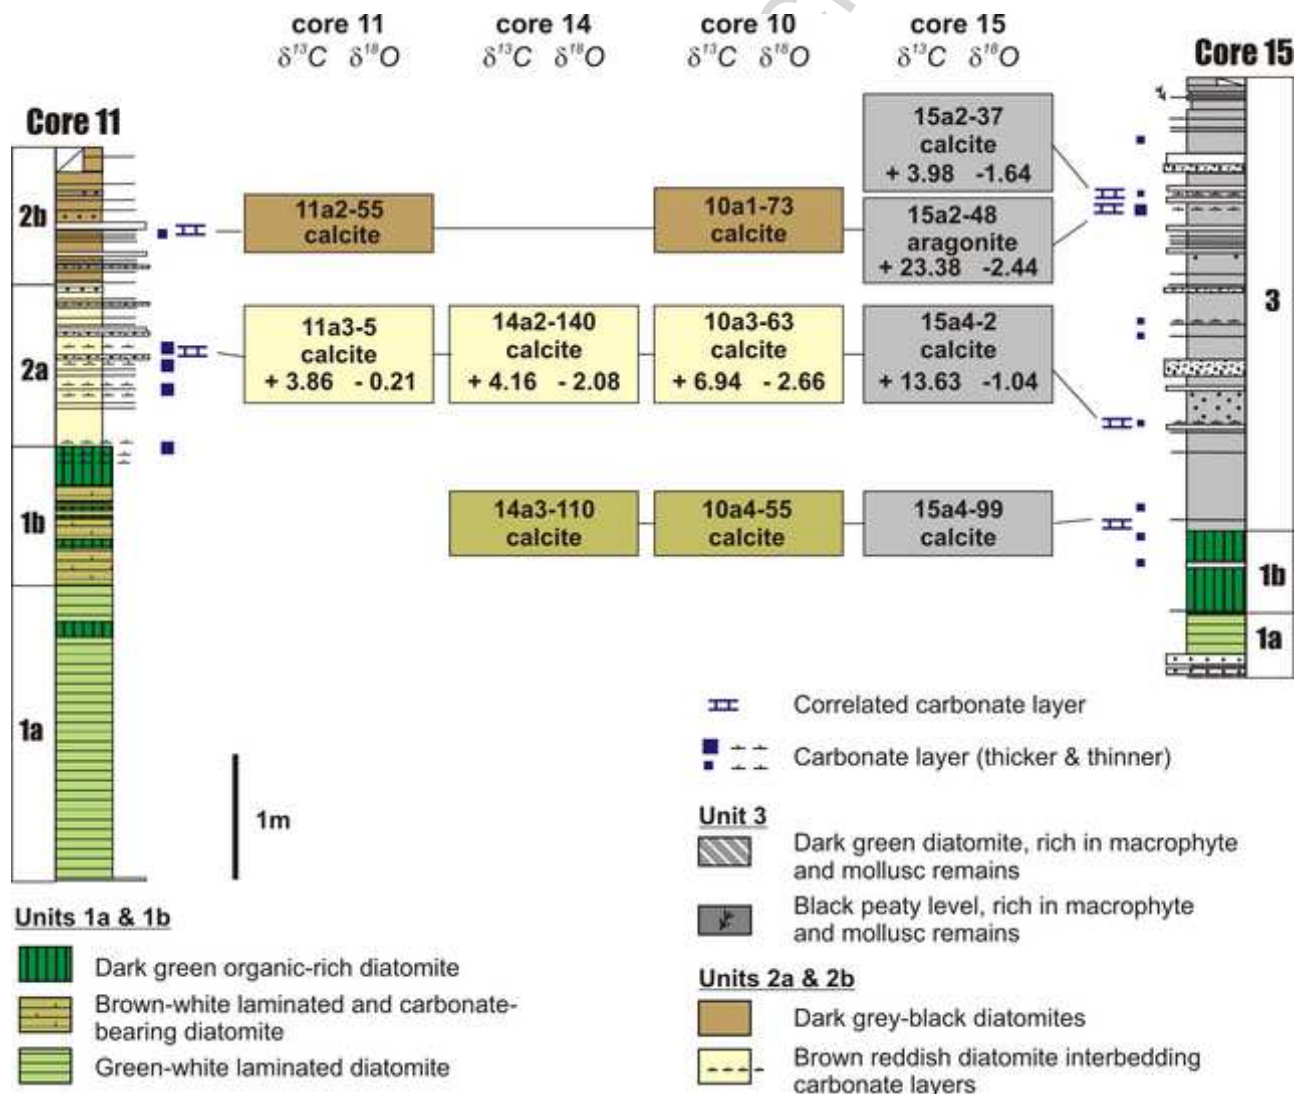 core 11
δ¹³C δ¹⁸O
core 14
δ¹³C δ¹⁸O
core 10
δ¹³C δ¹⁸O
core 15
δ¹³C δ¹⁸O
Core 11
2b
2a
1b
1a
Core 15
3
1b
1a
11a2-55
calcite
10a1-73
calcite
15a2-37
calcite
+ 3.98 -1.64
15a2-48
aragonite
+ 23.38 -2.44
11a3-5
calcite
+ 3.86 - 0.21
14a2-140
calcite
+ 4.16 - 2.08
10a3-63
calcite
+ 6.94 - 2.66
15a4-2
calcite
+ 13.63 -1.04
14a3-110
calcite
10a4-55
calcite
15a4-99
calcite
1m
Units 1a & 1b
Dark green organic-rich diatomite
Brown-white laminated and carbonate-
bearing diatomite
Green-white laminated diatomite
Correlated carbonate layer
Carbonate layer (thicker & thinner)
Unit 3
Dark green diatomite, rich in macrophyte
and mollusc remains
Black peaty level, rich in macrophyte
and mollusc remains
Units 2a & 2b
Dark grey-black diatomites
Brown reddish diatomite interbedding
carbonate layers